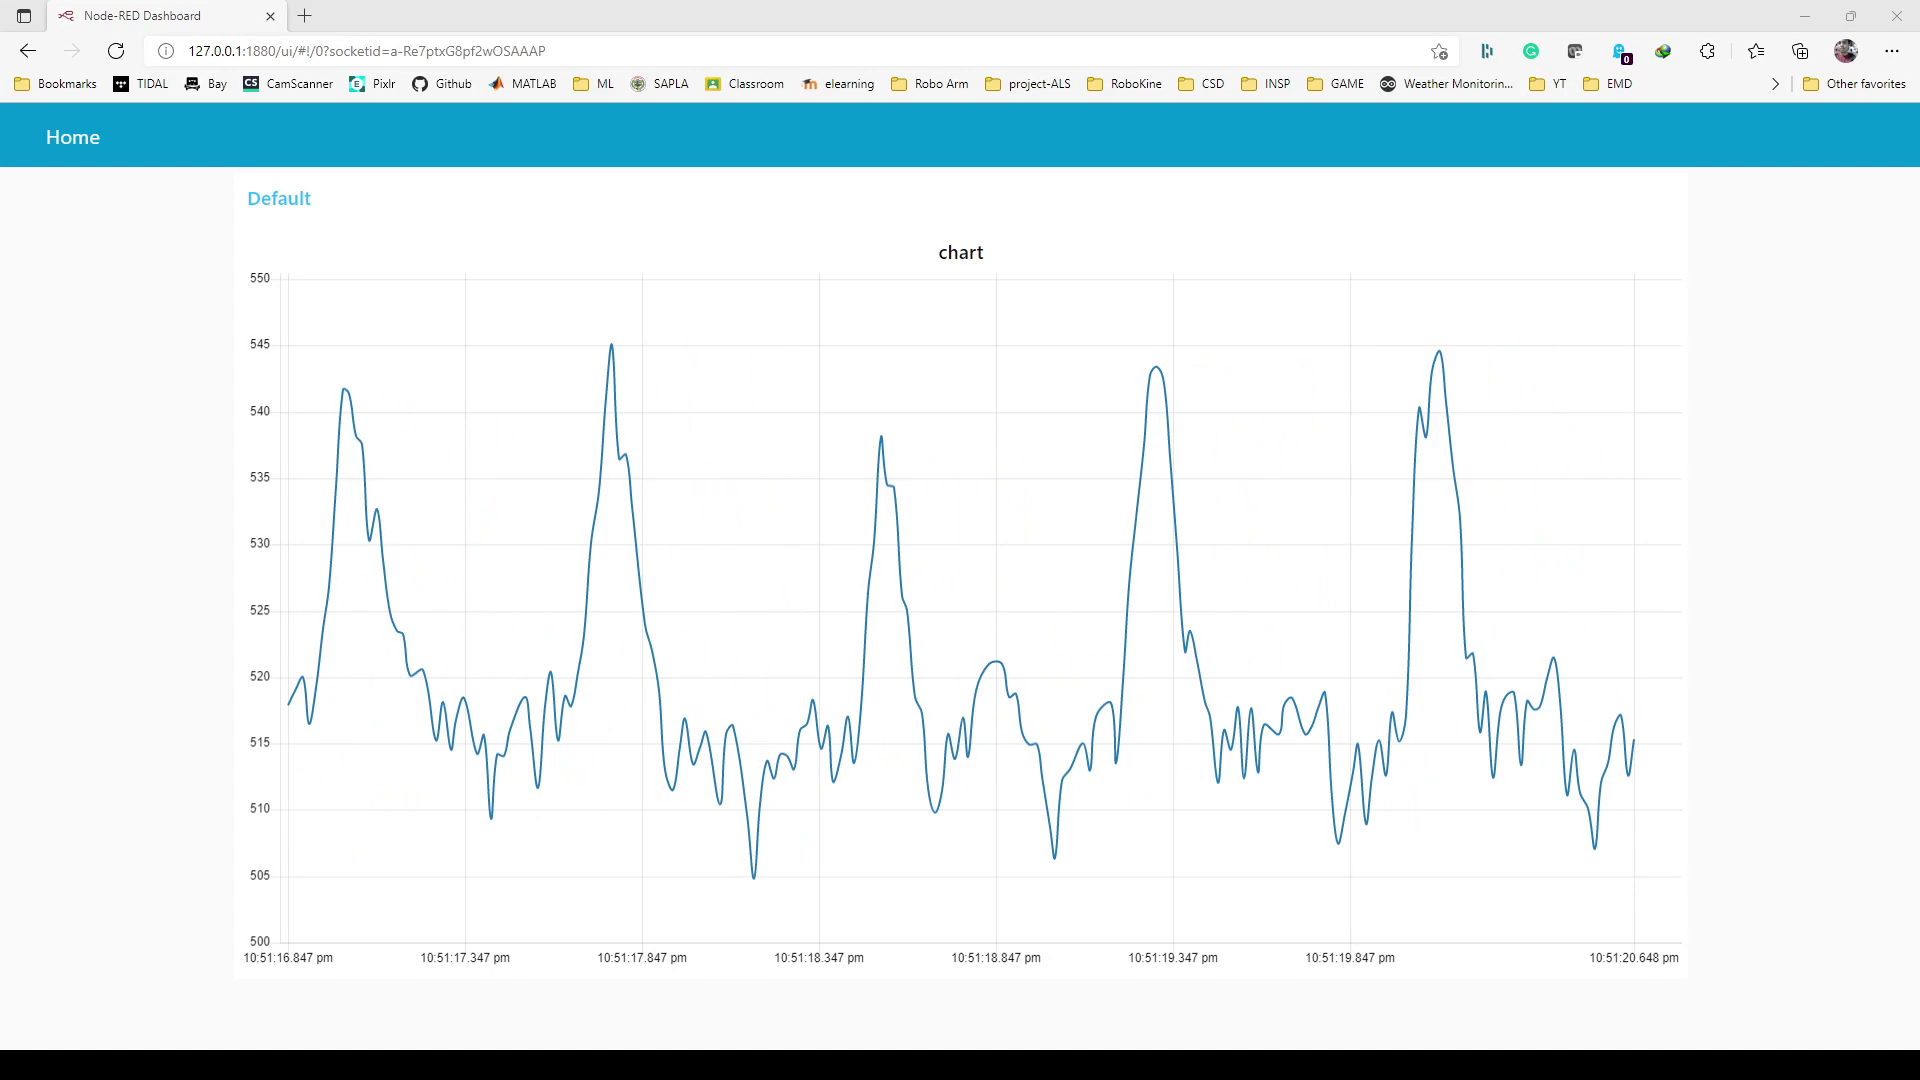 Node-RED Dashboard
127.0.0.1:1880/ui/#!/0?socketid=a-Re7ptxG8pf2wOSAAAP
0
Bookmarks TIDAL Bay CS CamScanner Pixlr Github MATLAB ML SAPLA Classroom elearning Robo Arm project-ALS RoboKine CSD INSP GAME Weather Monitorin... YT EMD Other favorites
Home
Default
chart
550
545
540
535
530
525
520
515
510
505
500
10:51:16.847 pm 10:51:17.347 pm 10:51:17.847 pm 10:51:18.347 pm 10:51:18.847 pm 10:51:19.347 pm 10:51:19.847 pm 10:51:20.648 pm